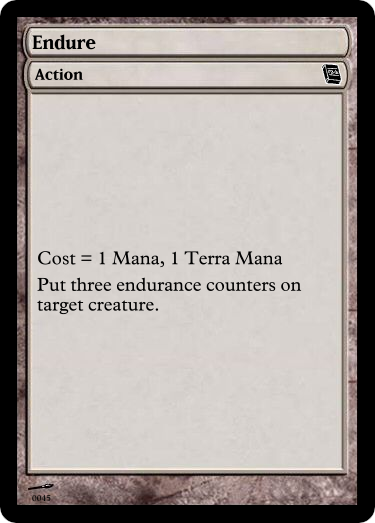 Endure
Action
Cost = 1 Mana, 1 Terra Mana
Put three endurance counters on
target creature.
0045